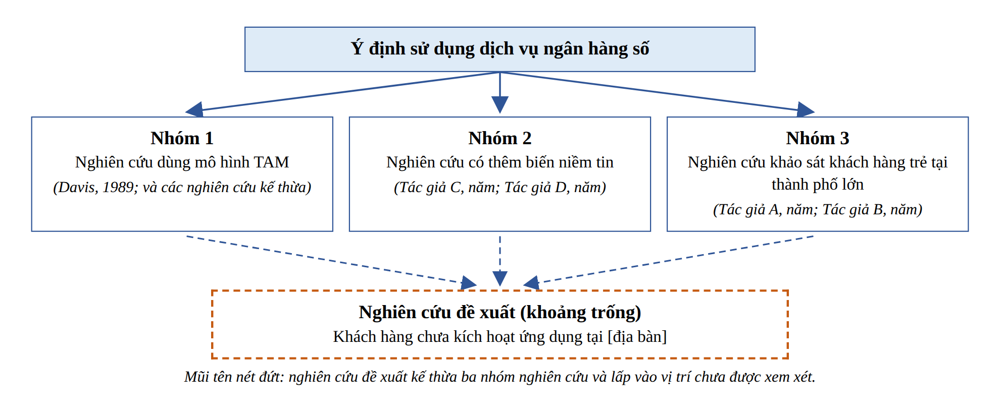 Ý định sử dụng dịch vụ ngân hàng số
Nhóm 1
Nghiên cứu dùng mô hình TAM
(Davis, 1989; và các nghiên cứu kế thừa)
Nhóm 2
Nghiên cứu có thêm biến niềm tin
(Tác giả C, năm; Tác giả D, năm)
Nhóm 3
Nghiên cứu khảo sát khách hàng trẻ tại
thành phố lớn
(Tác giả A, năm; Tác giả B, năm)
Nghiên cứu đề xuất (khoảng trống)
Khách hàng chưa kích hoạt ứng dụng tại [địa bàn]
Mũi tên nét đứt: nghiên cứu đề xuất kế thừa ba nhóm nghiên cứu và lấp vào vị trí chưa được xem xét.